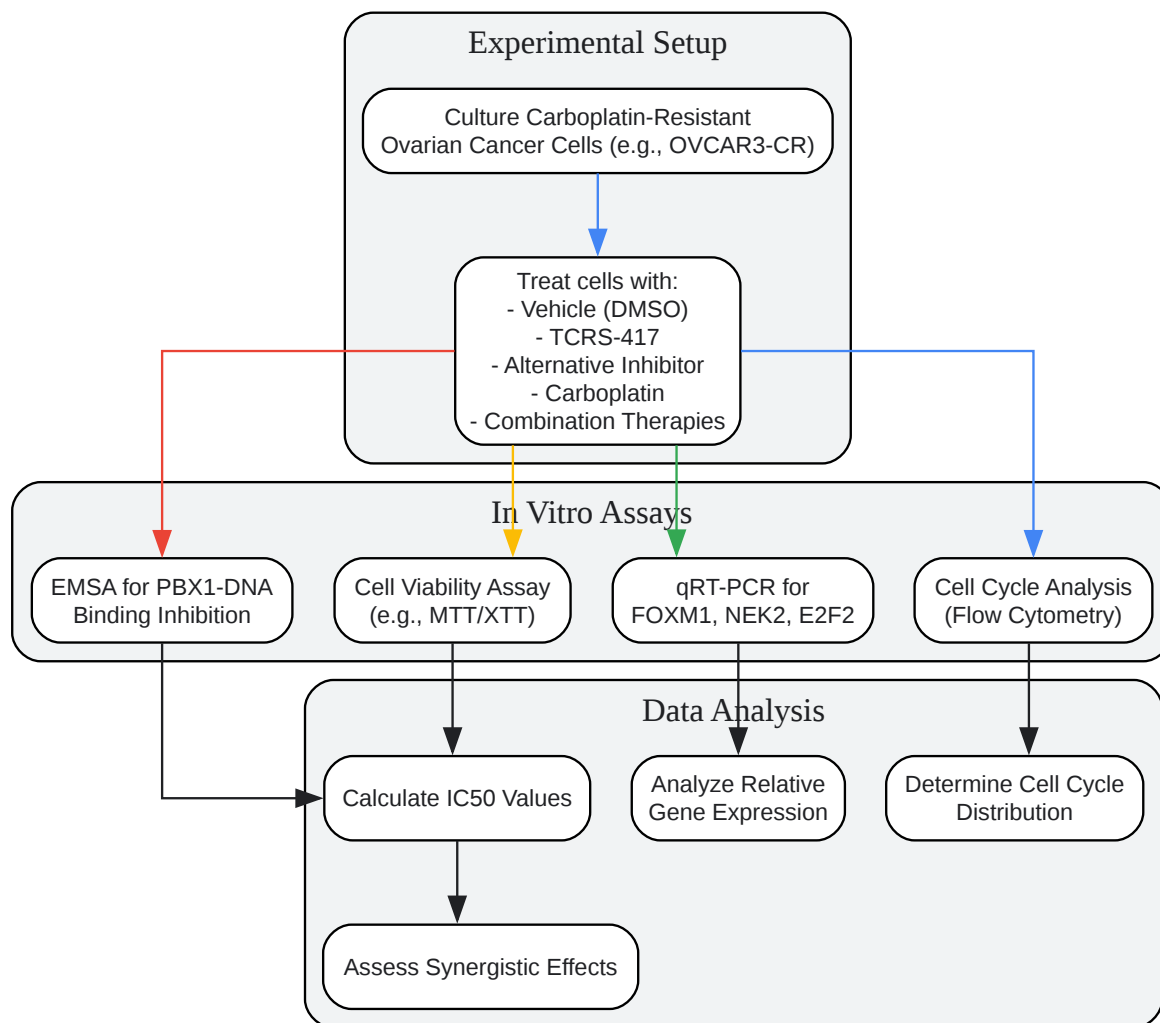 Experimental Setup
Culture Carboplatin-Resistant
Ovarian Cancer Cells (e.g., OVCAR3-CR)
Treat cells with:
- Vehicle (DMSO)
- TCRS-417
- Alternative Inhibitor
- Carboplatin
- Combination Therapies
In Vitro Assays
EMSA for PBX1-DNA
Binding Inhibition
Cell Viability Assay
(e.g., MTT/XTT)
qRT-PCR for
FOXM1, NEK2, E2F2
Cell Cycle Analysis
(Flow Cytometry)
Data Analysis
Calculate IC50 Values
Analyze Relative
Gene Expression
Determine Cell Cycle
Distribution
Assess Synergistic Effects